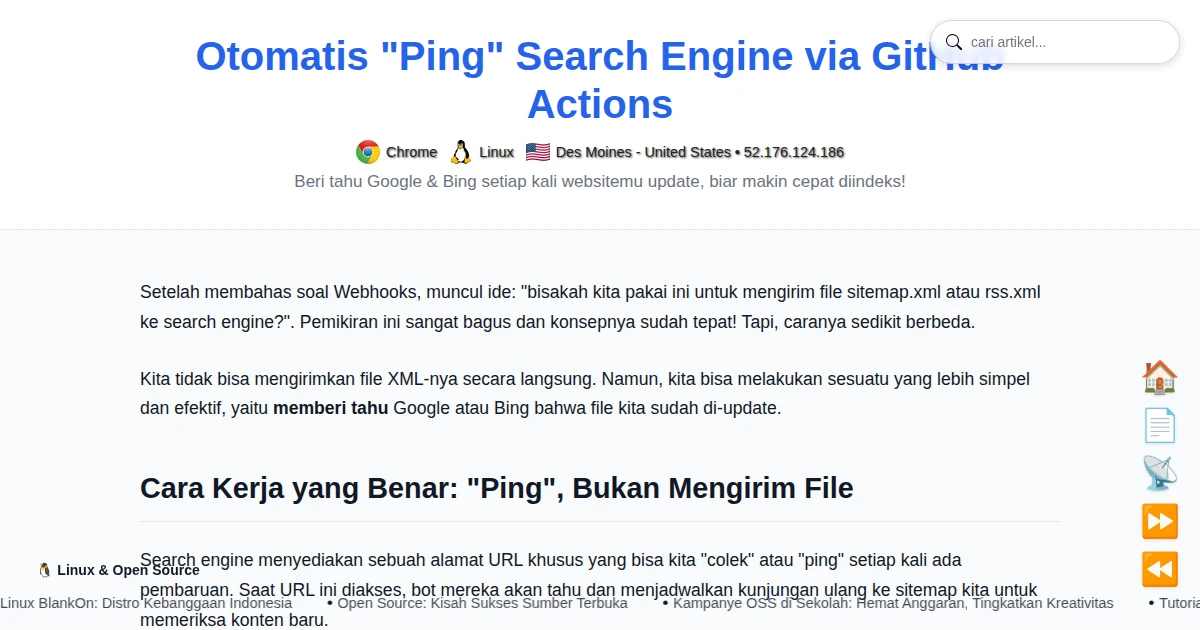 cari artikel...
Otomatis "Ping" Search Engine via GitHub
Actions
Chrome Linux Des Moines - United States • 52.176.124.186
Beri tahu Google & Bing setiap kali websitemu update, biar makin cepat diindeks!
Setelah membahas soal Webhooks, muncul ide: "bisakah kita pakai ini untuk mengirim file sitemap.xml atau rss.xml
ke search engine?". Pemikiran ini sangat bagus dan konsepnya sudah tepat! Tapi, caranya sedikit berbeda.
Kita tidak bisa mengirimkan file XML-nya secara langsung. Namun, kita bisa melakukan sesuatu yang lebih simpel
dan efektif, yaitu memberi tahu Google atau Bing bahwa file kita sudah di-update.
Cara Kerja yang Benar: "Ping", Bukan Mengirim File
Search engine menyediakan sebuah alamat URL khusus yang bisa kita "colek" atau "ping" setiap kali ada
Linux & Open Source
pembaruan. Saat URL ini diakses, bot mereka akan tahu dan menjadwalkan kunjungan ulang ke sitemap kita untuk
Linux BlankOn: Distro Kebanggaan Indonesia • Open Source: Kisah Sukses Sumber Terbuka • Kampanye OSS di Sekolah: Hemat Anggaran, Tingkatkan Kreativitas •
memeriksa konten baru.